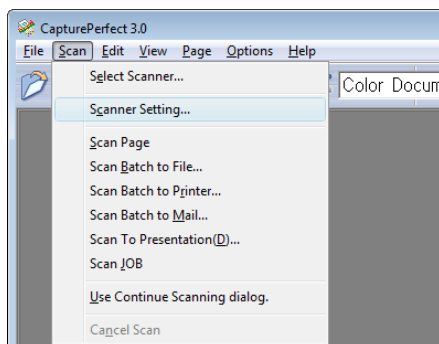 CapturePerfect 3.0
File Scan Edit View Page Options Help
Color Docum
Select Scanner...
Scanner Setting...
Scan Page
Scan Batch to File...
Scan Batch to Printer...
Scan Batch to Mail...
Scan To Presentation(D)...
Scan JOB
Use Continue Scanning dialog.
Cancel Scan